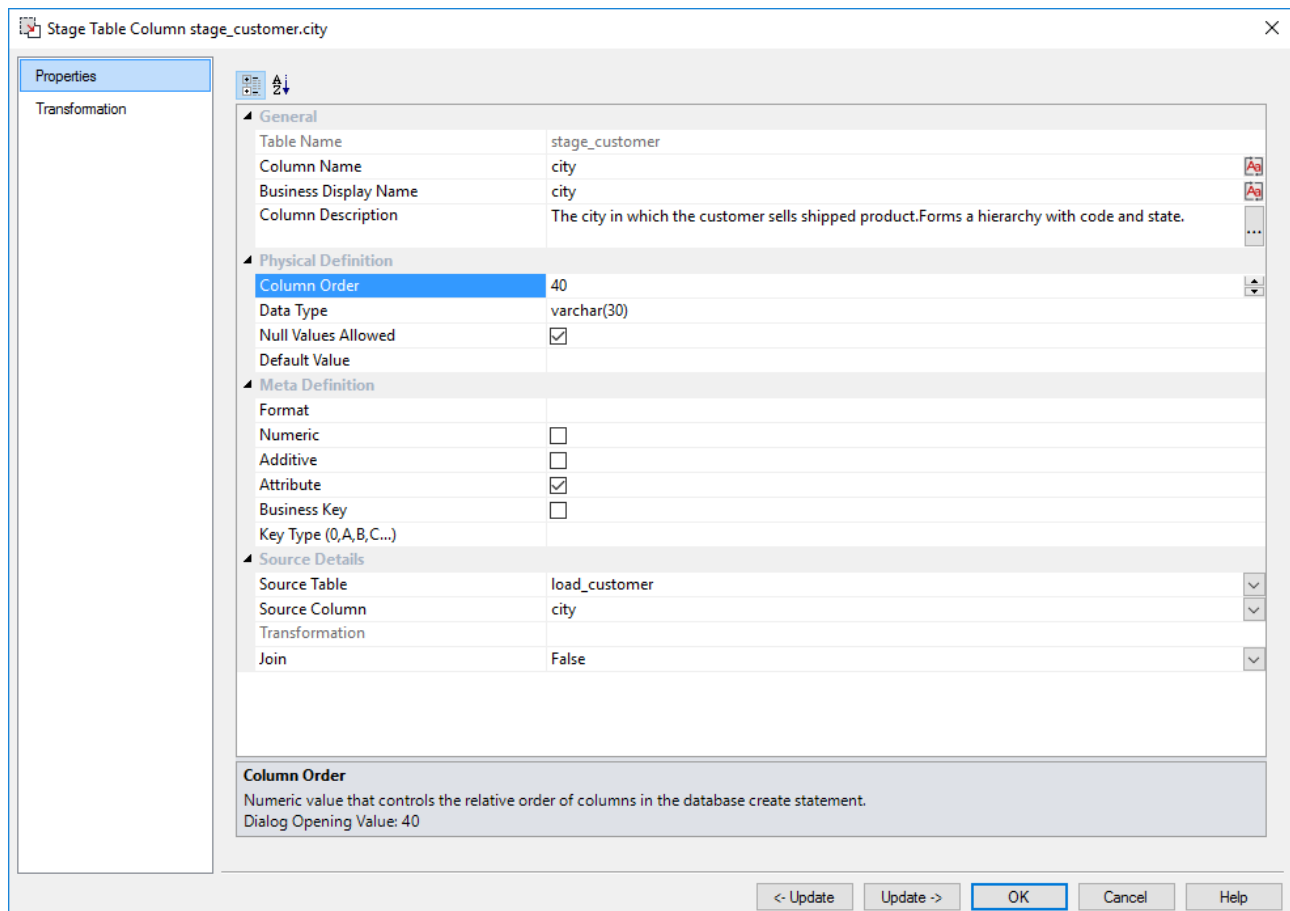 Stage Table Column stage_customer.city
Properties
Transformation
General
Table Name stage_customer
Column Name city
Business Display Name city
Column Description The city in which the customer sells shipped product.Forms a hierarchy with code and state.
...
Physical Definition
Column Order 40
Data Type varchar(30)
Null Values Allowed
Default Value
Meta Definition
Format
Numeric
Additive
Attribute
Business Key
Key Type (0,A,B,C...)
Source Details
Source Table load_customer
Source Column city
Transformation
Join False
Column Order
Numeric value that controls the relative order of columns in the database create statement.
Dialog Opening Value: 40
<- Update Update -> OK Cancel Help